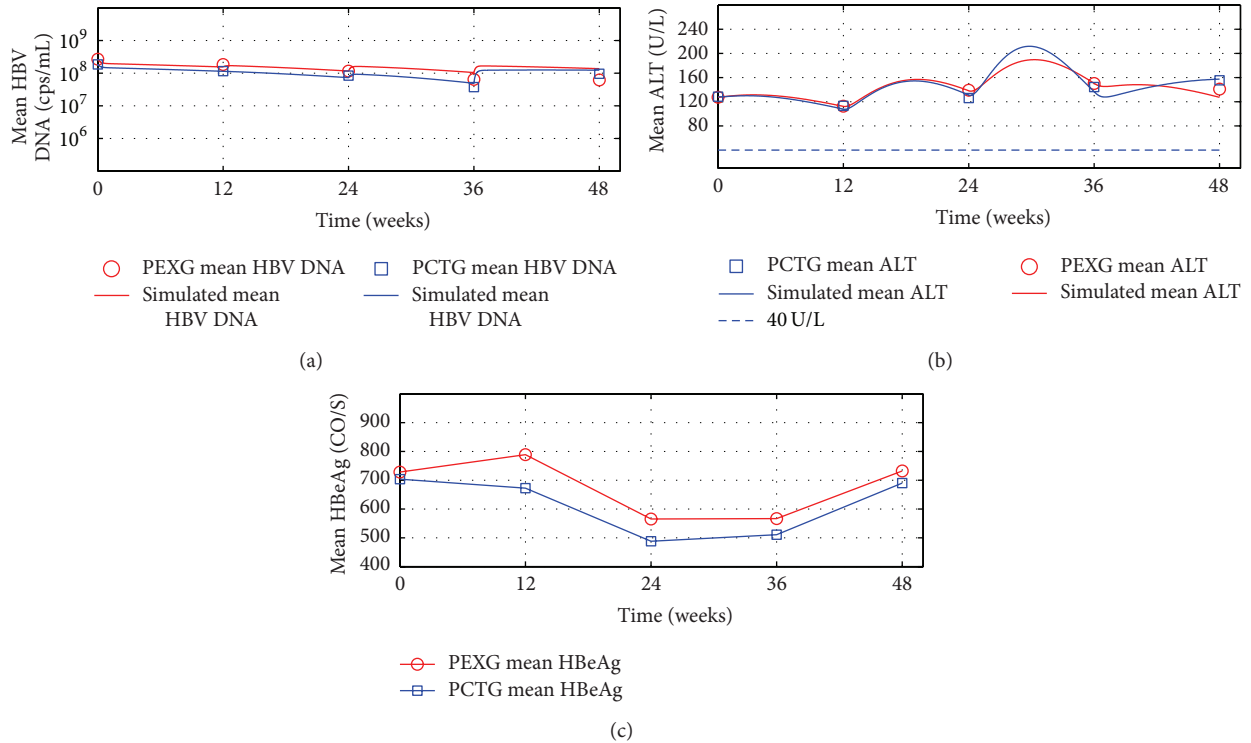 Mean HBV
DNA (cps/mL)
10^9
10^8
10^7
10^6
0 12 24 36 48
Time (weeks)
PEXG mean HBV DNA
Simulated mean
HBV DNA
PCTG mean HBV DNA
Simulated mean
HBV DNA
(a)
Mean ALT (U/L)
240
200
160
120
80
0 12 24 36 48
Time (weeks)
PCTG mean ALT
Simulated mean ALT
40 U/L
PEXG mean ALT
Simulated mean ALT
(b)
Mean HBeAg (CO/S)
900
800
700
600
500
400
0 12 24 36 48
Time (weeks)
PEXG mean HBeAg
PCTG mean HBeAg
(c)